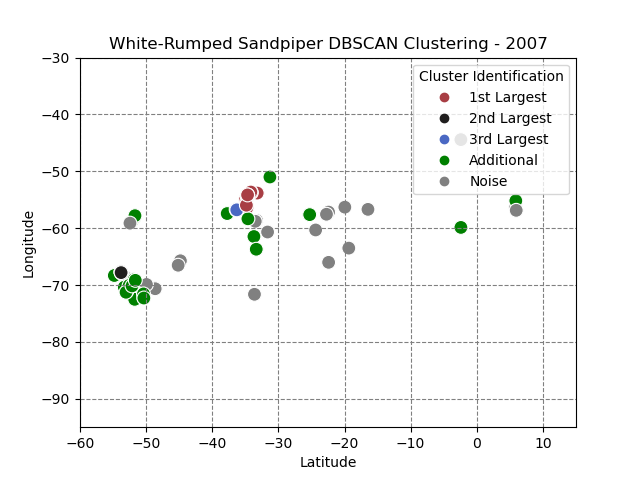 White-Rumped Sandpiper DBSCAN Clustering - 2007
Cluster Identification
1st Largest
2nd Largest
3rd Largest
Additional
Noise
Longitude
−30
−40
−50
−60
−70
−80
−90
−60
−50
−40
−30
−20
−10
0
10
Latitude